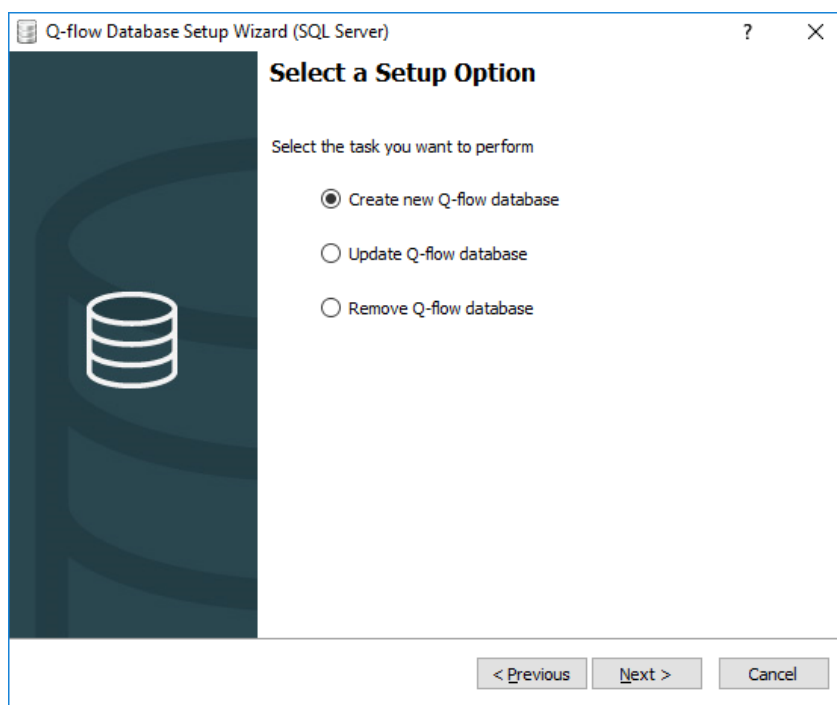 Q-flow Database Setup Wizard (SQL Server)
?
Select a Setup Option
Select the task you want to perform
Create new Q-flow database
Update Q-flow database
Remove Q-flow database
< Previous
Next >
Cancel